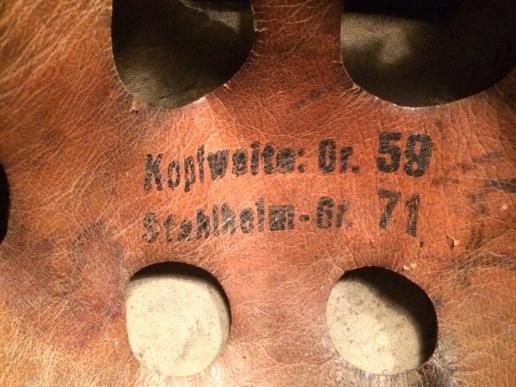 Kopfweite: Gr. 59
Stahlhelm-Gr. 71